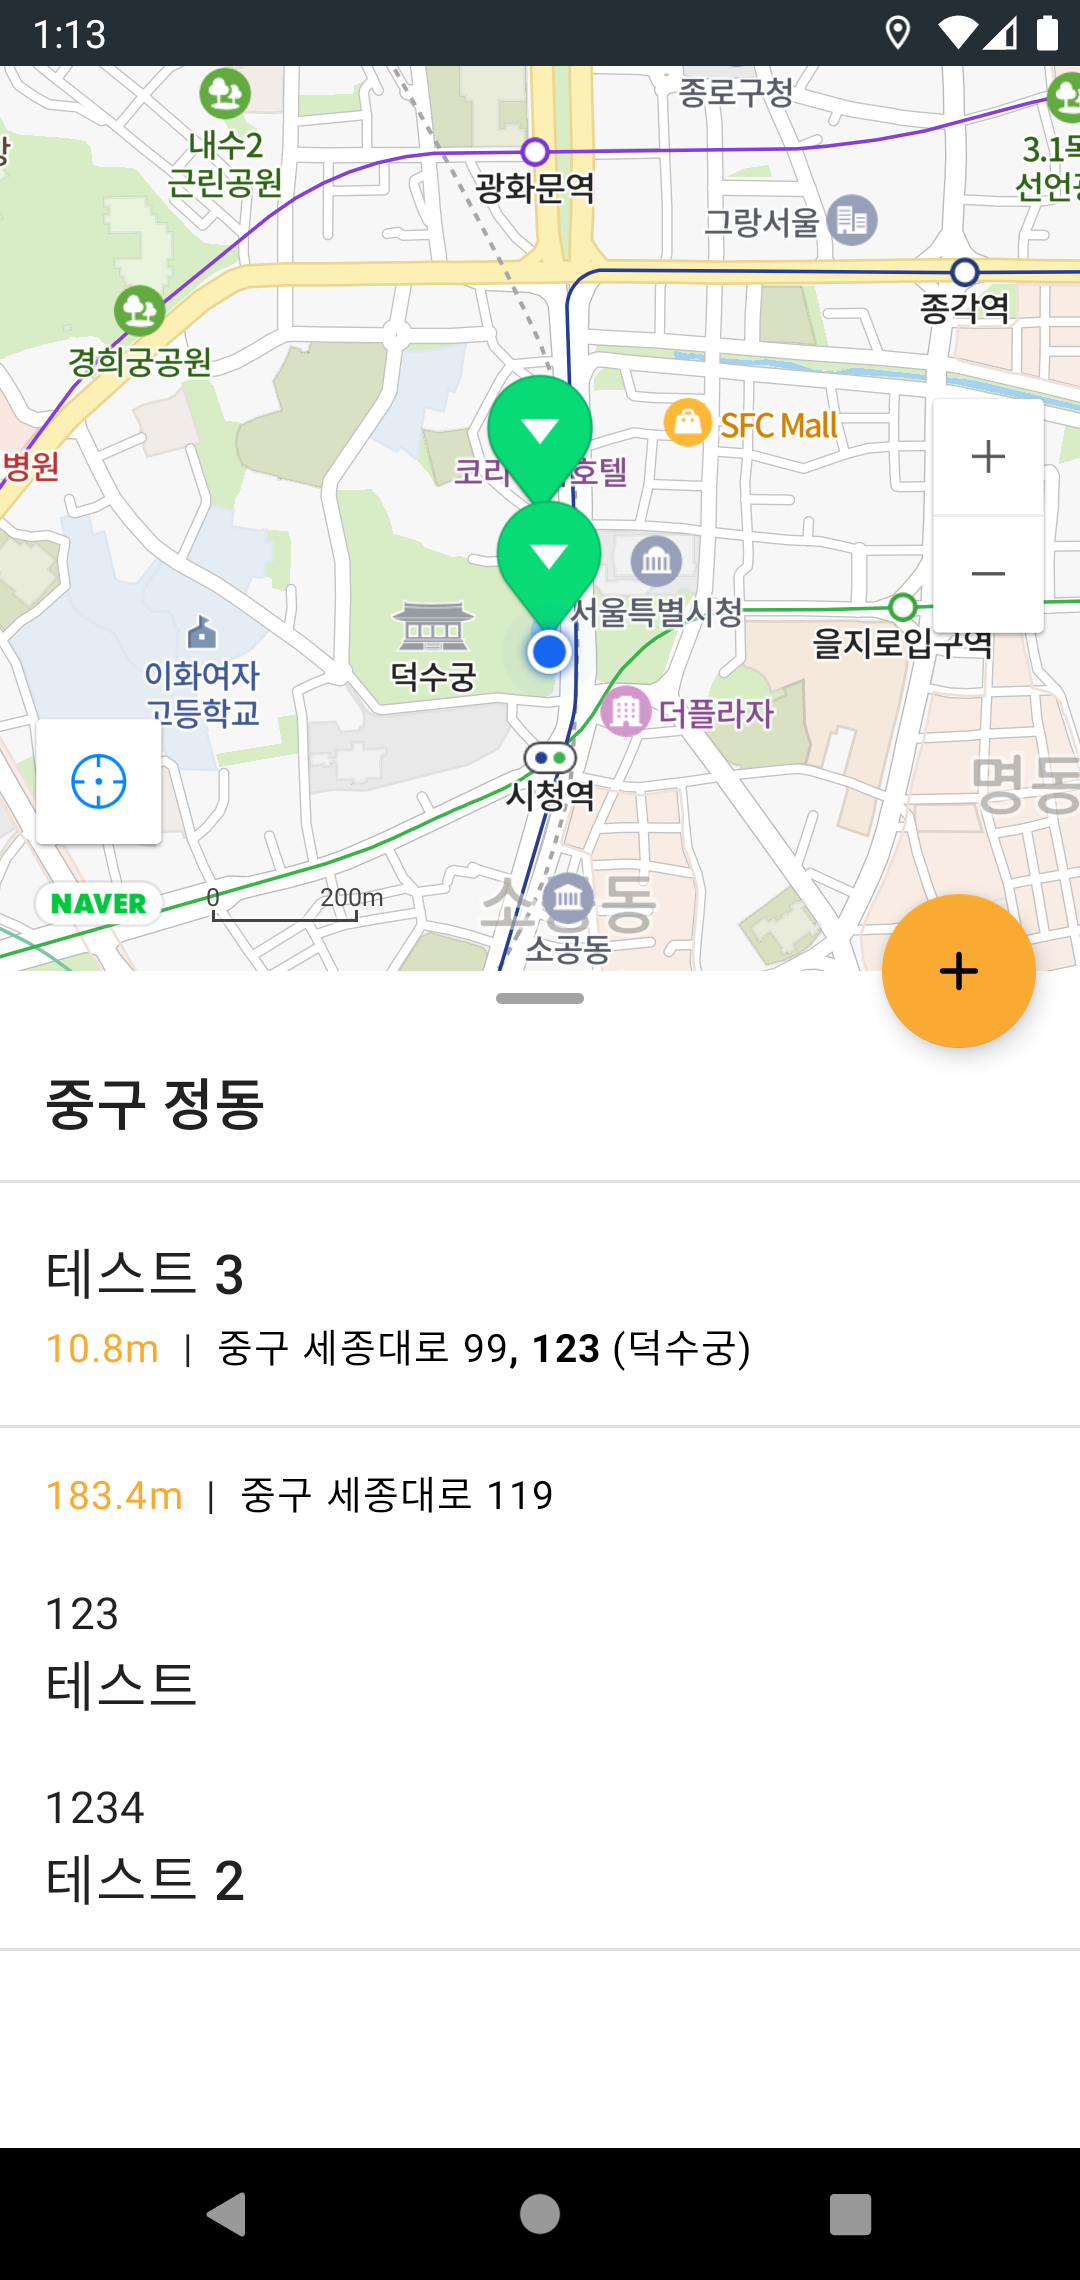 1:13
종로구청
내수2
근린공원
광화문역
그랑서울
3.1독
선언광
종각역
경희궁공원
SFC Mall
병원
코리 호텔
서울특별시청
을지로입구역
이화여자
고등학교
덕수궁
더플라자
명동
시청역
NAVER
0 200m
소공동
소공동
중구 정동
테스트 3
10.8m | 중구 세종대로 99, 123 (덕수궁)
183.4m | 중구 세종대로 119
123
테스트
1234
테스트 2